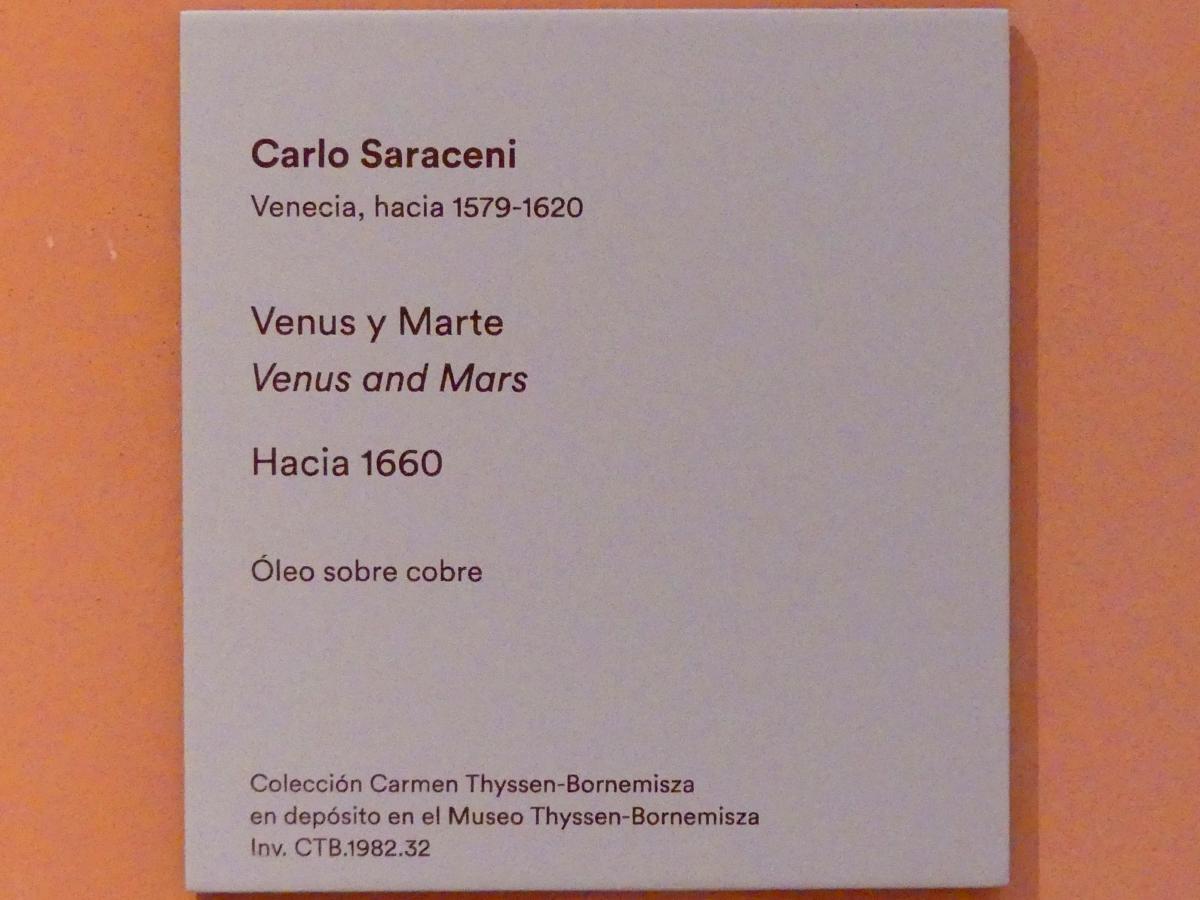 Carlo Saraceni
Venecia, hacia 1579-1620
Venus y Marte
Venus and Mars
Hacia 1660
Óleo sobre cobre
Colección Carmen Thyssen-Bornemisza
en depósito en el Museo Thyssen-Bornemisza
Inv. CTB.1982.32